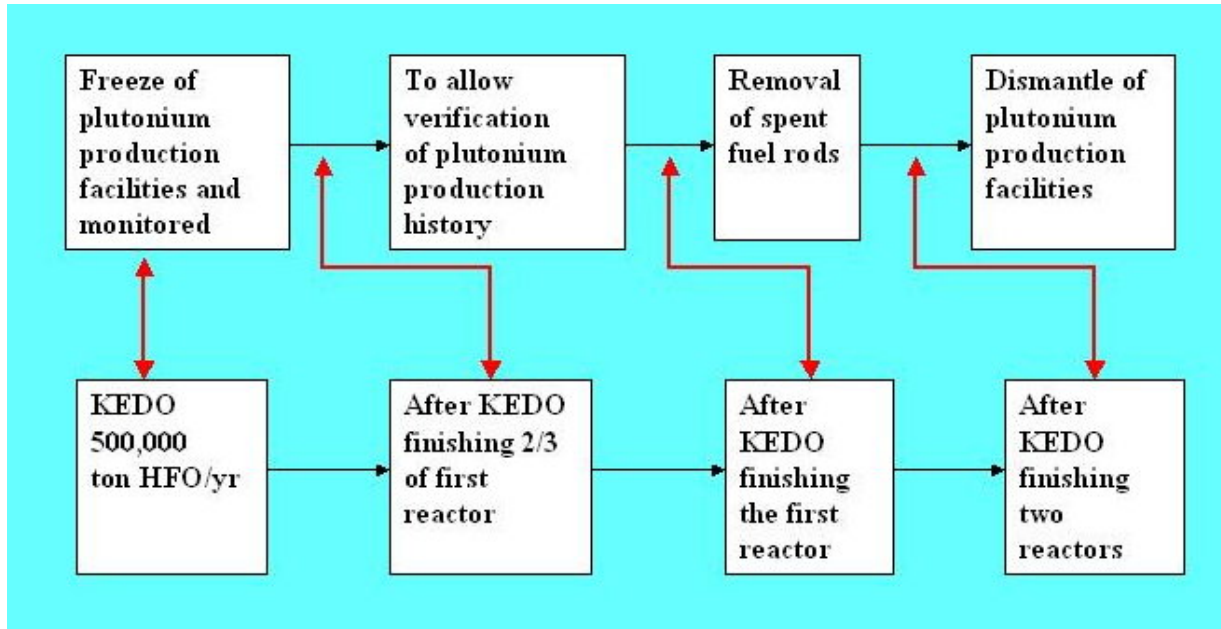 Freeze of
plutonium
production
facilities and
monitored
To allow
verification
of plutonium
production
history
Removal
of spent
fuel rods
Dismantle of
plutonium
production
facilities
KEDO
500,000
ton HFO/yr
After KEDO
finishing 2/3
of first
reactor
After
KEDO
finishing
the first
reactor
After
KEDO
finishing
two
reactors